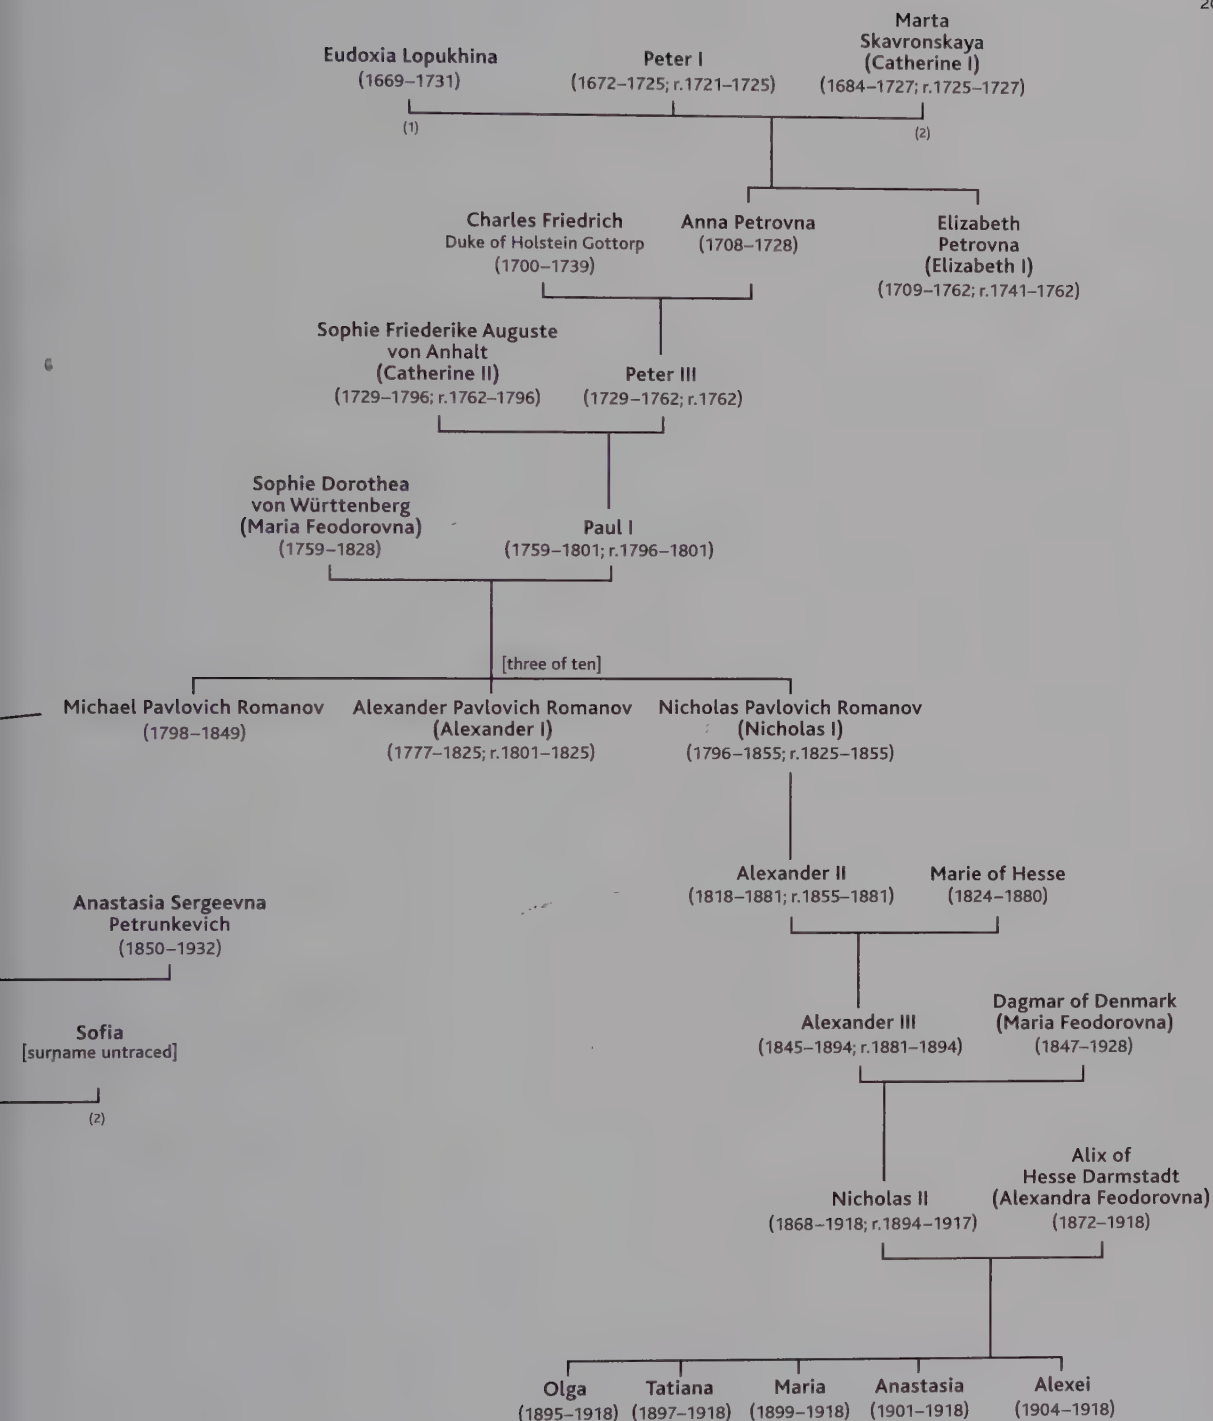 Eudoxia Lopukhina
(1669–1731)
Peter I
(1672–1725; r.1721–1725)
Marta
Skavronskaya
(Catherine I)
(1684–1727; r.1725–1727)
(1)
(2)
Charles Friedrich
Duke of Holstein Gottorp
(1700–1739)
Anna Petrovna
(1708–1728)
Elizabeth
Petrovna
(Elizabeth I)
(1709–1762; r.1741–1762)
Sophie Friederike Auguste
von Anhalt
(Catherine II)
(1729–1796; r.1762–1796)
Peter III
(1729–1762; r.1762)
Sophie Dorothea
von Württenberg
(Maria Feodorovna)
(1759–1828)
Paul I
(1759–1801; r.1796–1801)
[three of ten]
Michael Pavlovich Romanov
(1798–1849)
Alexander Pavlovich Romanov
(Alexander I)
(1777–1825; r.1801–1825)
Nicholas Pavlovich Romanov
(Nicholas I)
(1796–1855; r.1825–1855)
Alexander II
(1818–1881; r.1855–1881)
Marie of Hesse
(1824–1880)
Anastasia Sergeevna
Petrunkevich
(1850–1932)
Sofia
[surname untraced]
(2)
Alexander III
(1845–1894; r.1881–1894)
Dagmar of Denmark
(Maria Feodorovna)
(1847–1928)
Nicholas II
(1868–1918; r.1894–1917)
Alix of
Hesse Darmstadt
(Alexandra Feodorovna)
(1872–1918)
Olga
(1895–1918)
Tatiana
(1897–1918)
Maria
(1899–1918)
Anastasia
(1901–1918)
Alexei
(1904–1918)